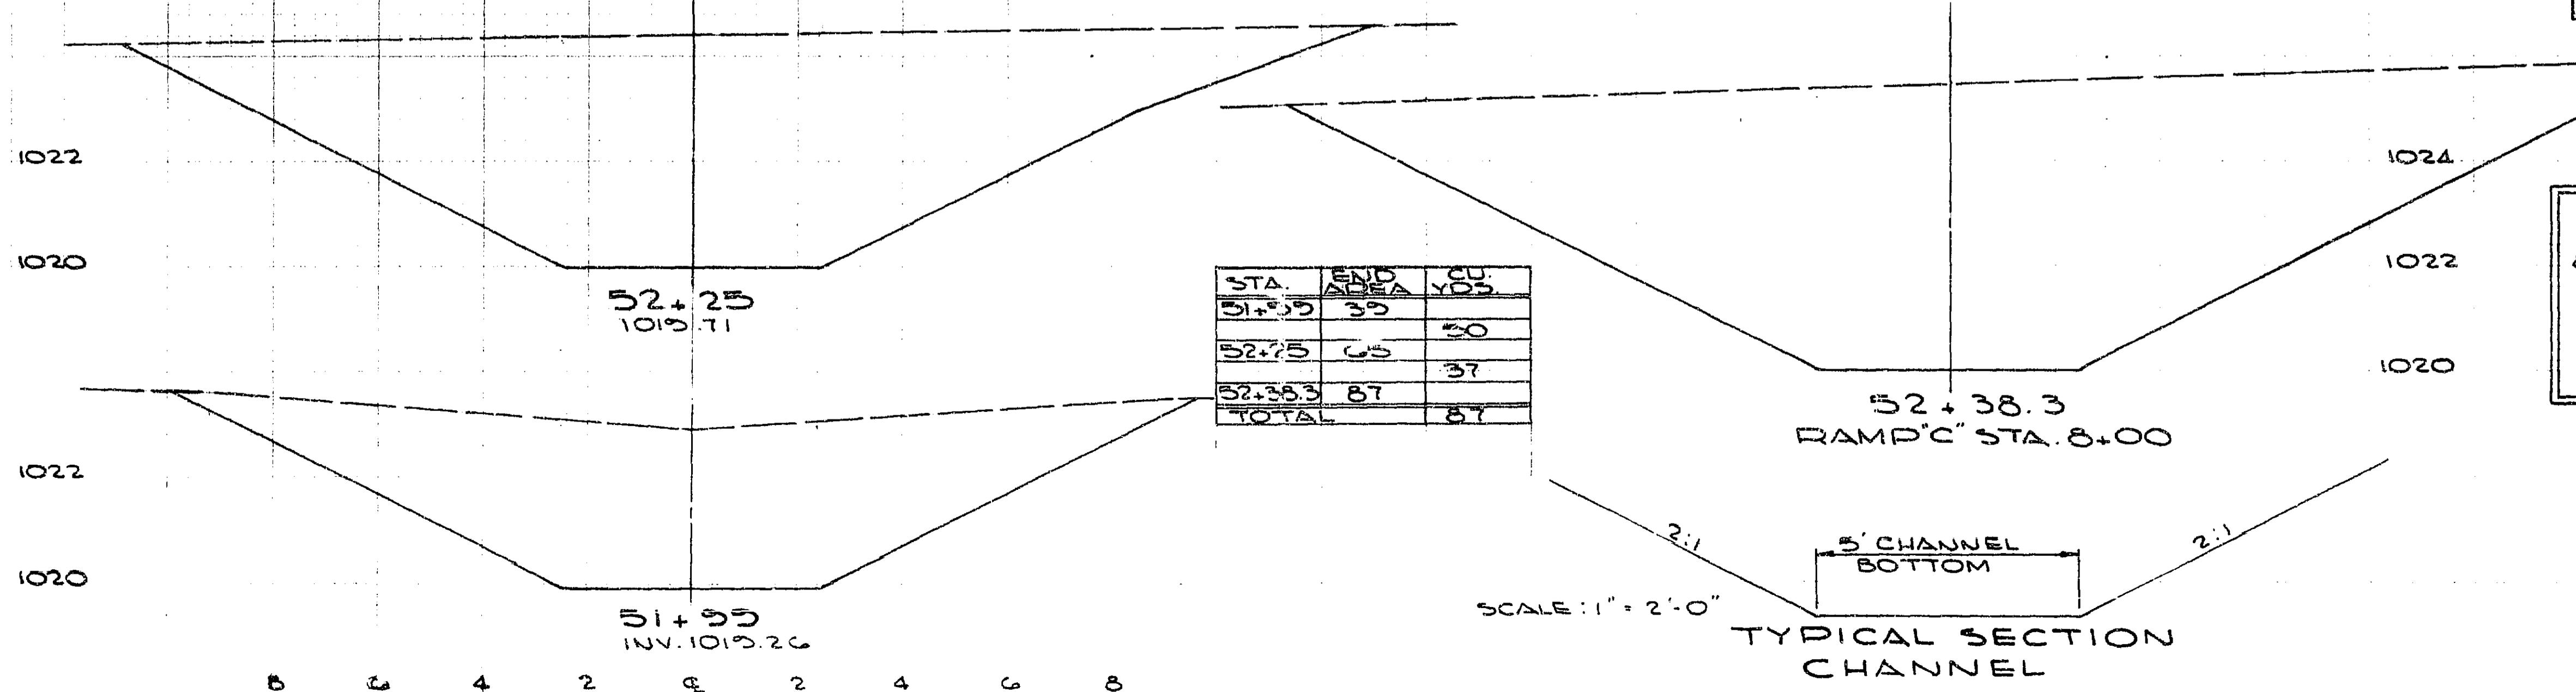 1022
1020
52+25
1019.71
1022
1020
51+99
INV. 1019.26
8 6 4 2 ℄ 2 4 6 8
STA. END AREA CU. YDS.
51+99 39
50
52+25 65
37
52+38.3 87
TOTAL 87
1024
1022
1020
52+38.3
RAMP "C" STA. 8+00
2:1
5' CHANNEL
BOTTOM
2:1
SCALE: 1" = 2'-0"
TYPICAL SECTION
CHANNEL